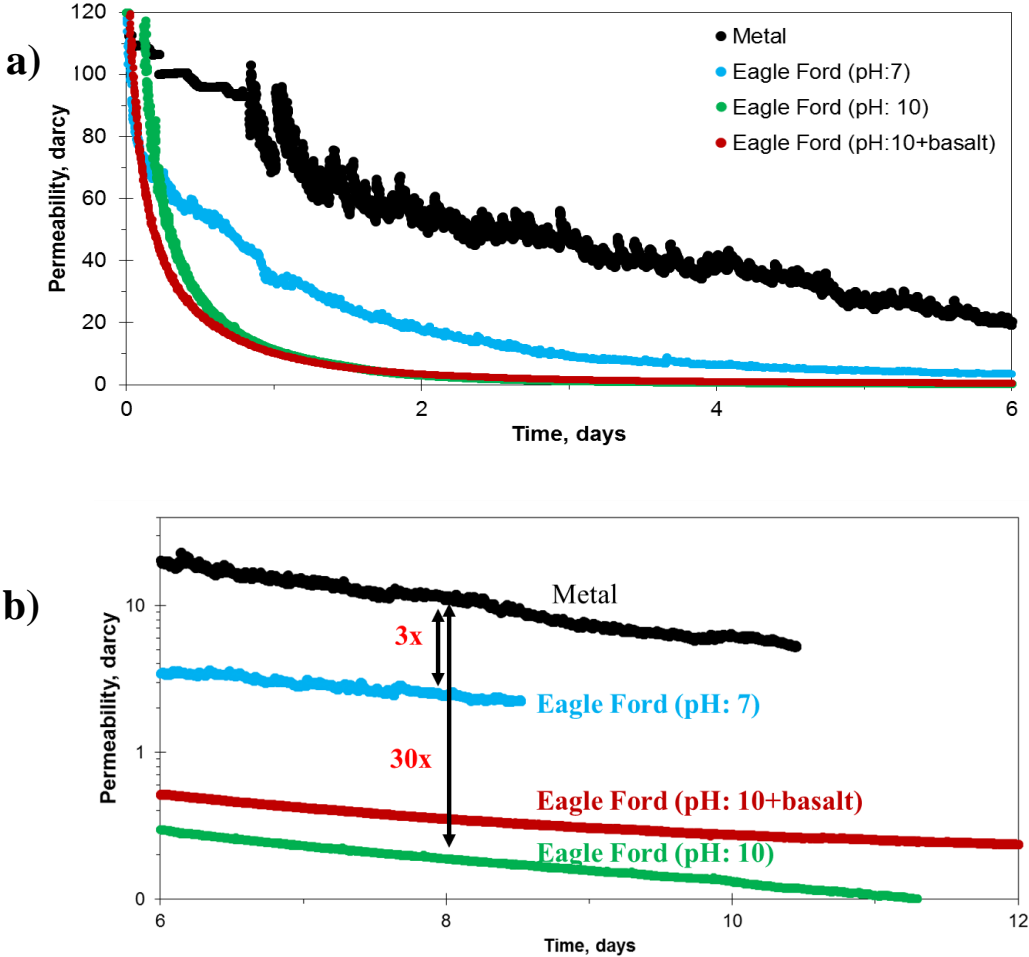 a)
120
100
80
60
40
20
0
Permeability, darcy
Metal
Eagle Ford (pH:7)
Eagle Ford (pH: 10)
Eagle Ford (pH:10+basalt)
0
2
4
6
Time, days
b)
10
1
0
Permeability, darcy
Metal
3x
Eagle Ford (pH: 7)
30x
Eagle Ford (pH: 10+basalt)
Eagle Ford (pH: 10)
6
8
10
12
Time, days